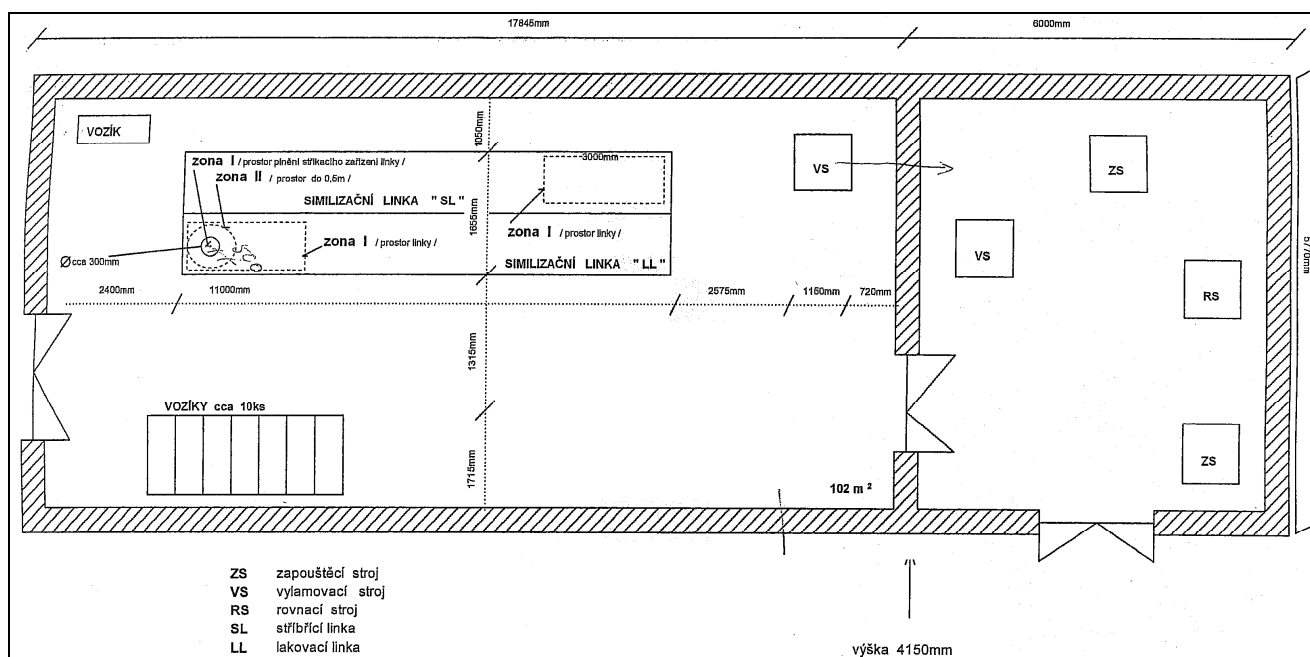 17845mm
6000mm
VOZÍK
1050mm
zona I / prostor plnění stříkacího zařízení linky /
zona II / prostor do 0,5m /
SIMILIZAČNÍ LINKA " SL "
3000mm
1655mm
zona I / prostor linky /
zona I / prostor linky /
SIMILIZAČNÍ LINKA " LL "
Ø cca 300mm
VS
ZS
VS
RS
ZS
5770mm
2400mm
11000mm
2575mm
1150mm
720mm
1315mm
VOZÍKY cca 10ks
1715mm
102 m²
ZS zapouštěcí stroj
VS vylamovací stroj
RS rovnací stroj
SL stříbřící linka
LL lakovací linka
výška 4150mm